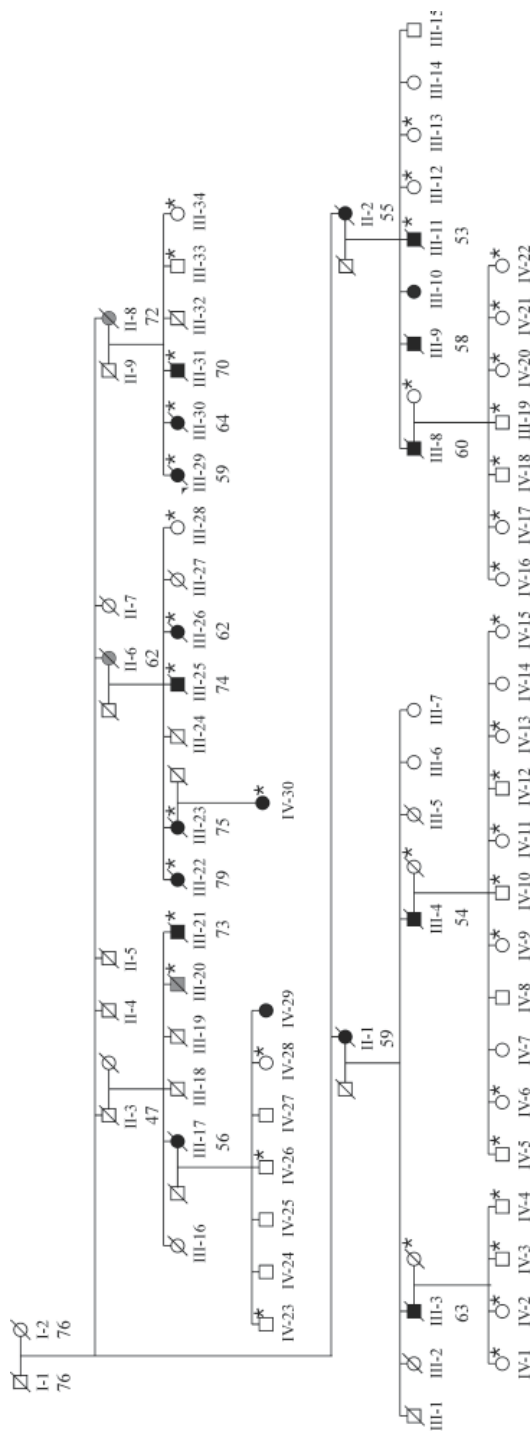 I-1 I-2
76 76
II-3 II-4 II-5 II-6 II-7 II-9 II-8
47 62 72
III-16 III-17 III-18 III-19 III-20 III-21 III-22 III-23 III-24 III-25 III-26 III-27 III-28 III-29 III-30 III-31 III-32 III-33 III-34
56 73 79 75 74 62 59 64 70
IV-23 IV-24 IV-25 IV-26 IV-27 IV-28 IV-29 IV-30
II-1 II-2
59 55
III-1 III-2 III-3 III-4 III-5 III-6 III-7 III-8 III-9 III-10 III-11 III-12 III-13 III-14 III-15
63 54 60 58 53
IV-1 IV-2 IV-3 IV-4 IV-5 IV-6 IV-7 IV-8 IV-9 IV-10 IV-11 IV-12 IV-13 IV-14 IV-15 IV-16 IV-17 IV-18 III-19 IV-20 IV-21 IV-22